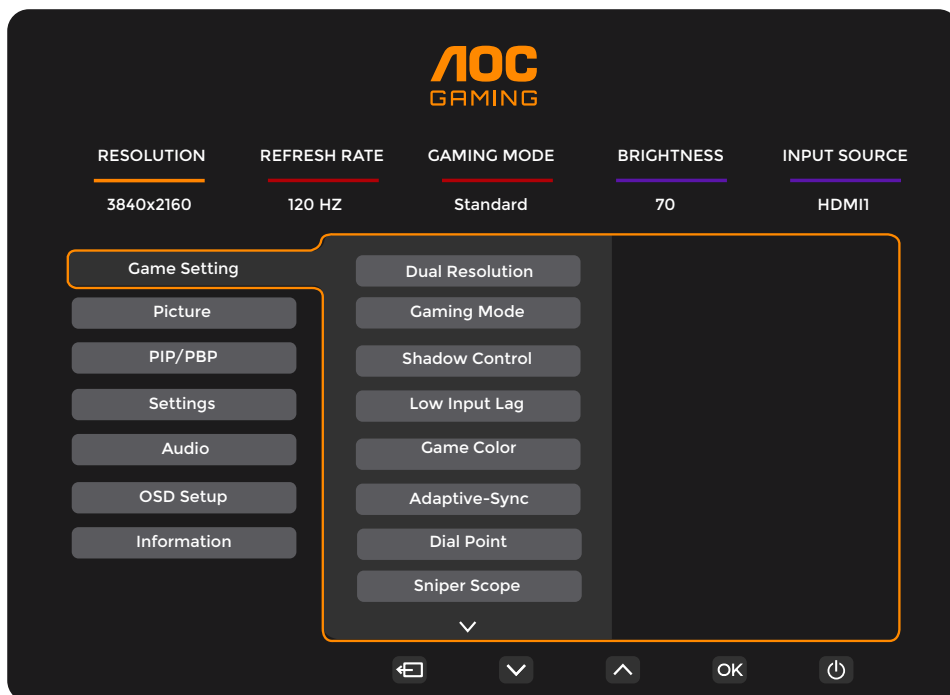 AOC
GAMING
RESOLUTION REFRESH RATE GAMING MODE BRIGHTNESS INPUT SOURCE
3840x2160 120 HZ Standard 70 HDMI1
Game Setting
Picture
PIP/PBP
Settings
Audio
OSD Setup
Information
Dual Resolution
Gaming Mode
Shadow Control
Low Input Lag
Game Color
Adaptive-Sync
Dial Point
Sniper Scope
OK